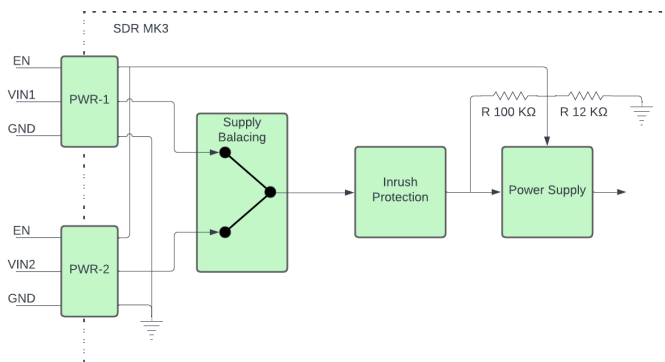 SDR MK3
EN
VIN1
GND
PWR-1
Supply
Balacing
R 100 KΩ
R 12 KΩ
Inrush
Protection
Power Supply
EN
VIN2
GND
PWR-2